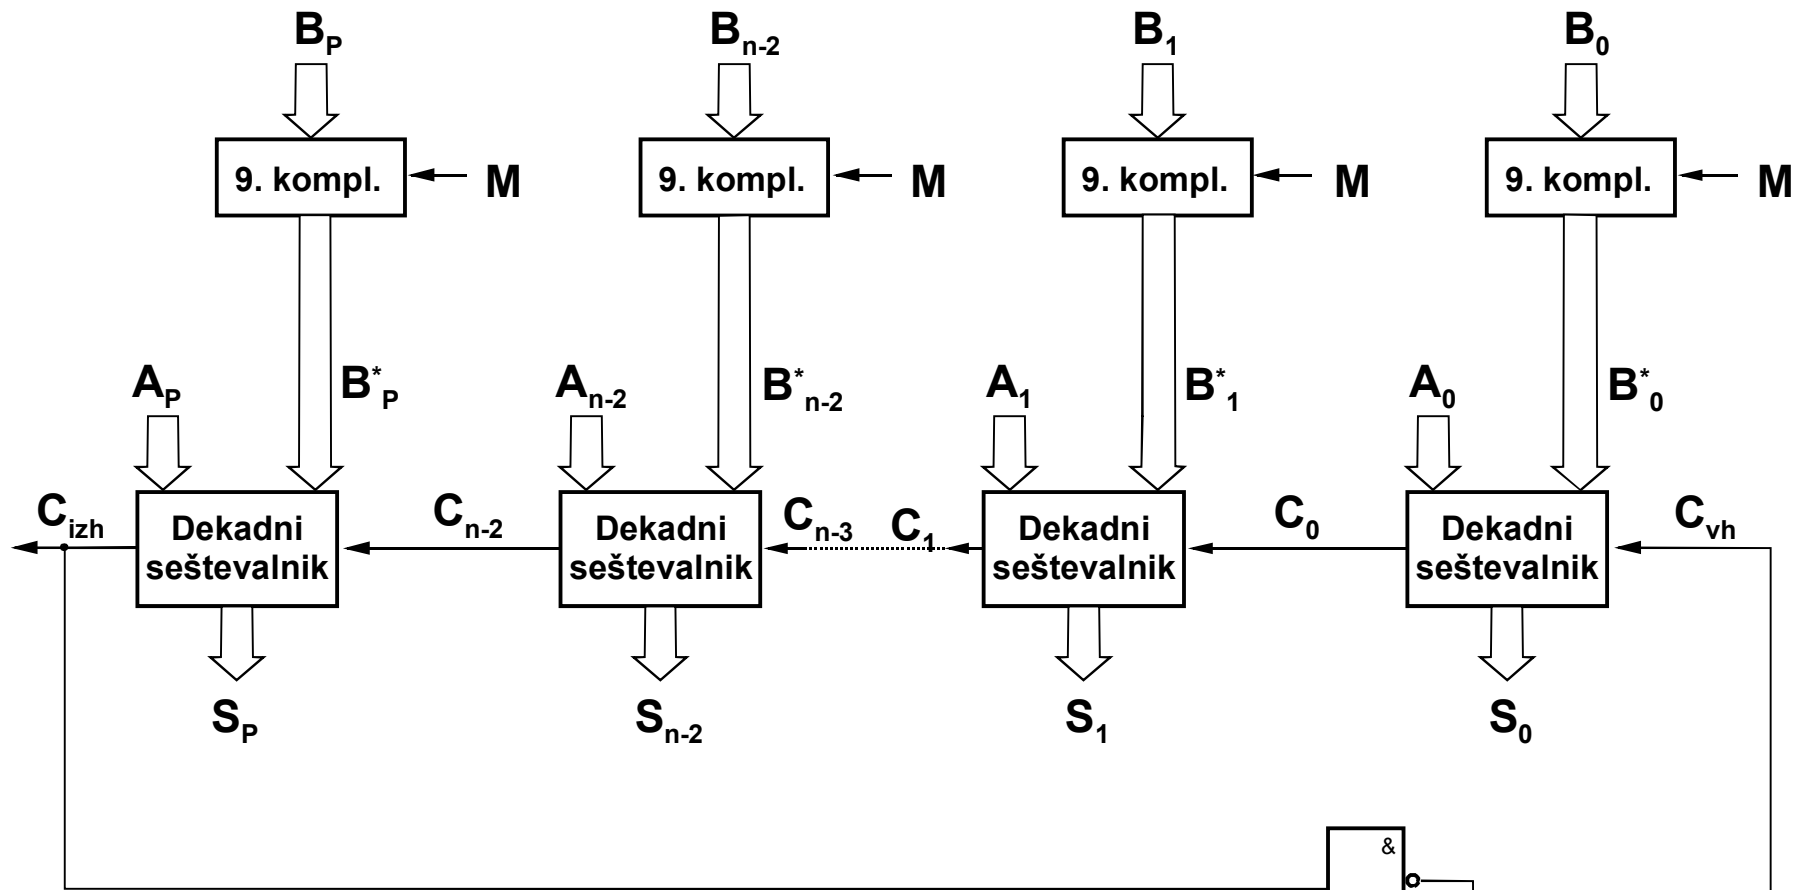 B_P B_n-2 B_1 B_0
9. kompl. M 9. kompl. M 9. kompl. M 9. kompl. M
A_P B*_P A_n-2 B*_n-2 A_1 B*_1 A_0 B*_0
C_izh Dekadni C_n-2 Dekadni C_n-3 C_1 Dekadni C_0 Dekadni C_vh
seštevalnik seštevalnik seštevalnik seštevalnik
S_P S_n-2 S_1 S_0
&